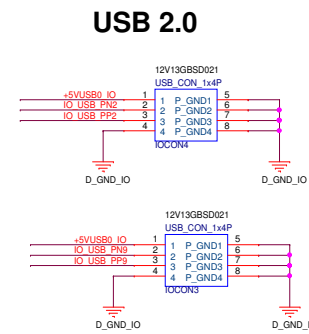 USB 2.0
12V13GBSD021
USB_CON_1x4P
+5VUSB0_IO 1 1 P_GND1 5
IO_USB_PN2 2 2 P_GND2 6
IO_USB_PP2 3 3 P_GND3 7
4 4 P_GND4 8
IOCON4
D_GND_IO D_GND_IO
12V13GBSD021
USB_CON_1x4P
+5VUSB0_IO 1 1 P_GND1 5
IO_USB_PN9 2 2 P_GND2 6
IO_USB_PP9 3 3 P_GND3 7
4 4 P_GND4 8
IOCON3
D_GND_IO D_GND_I